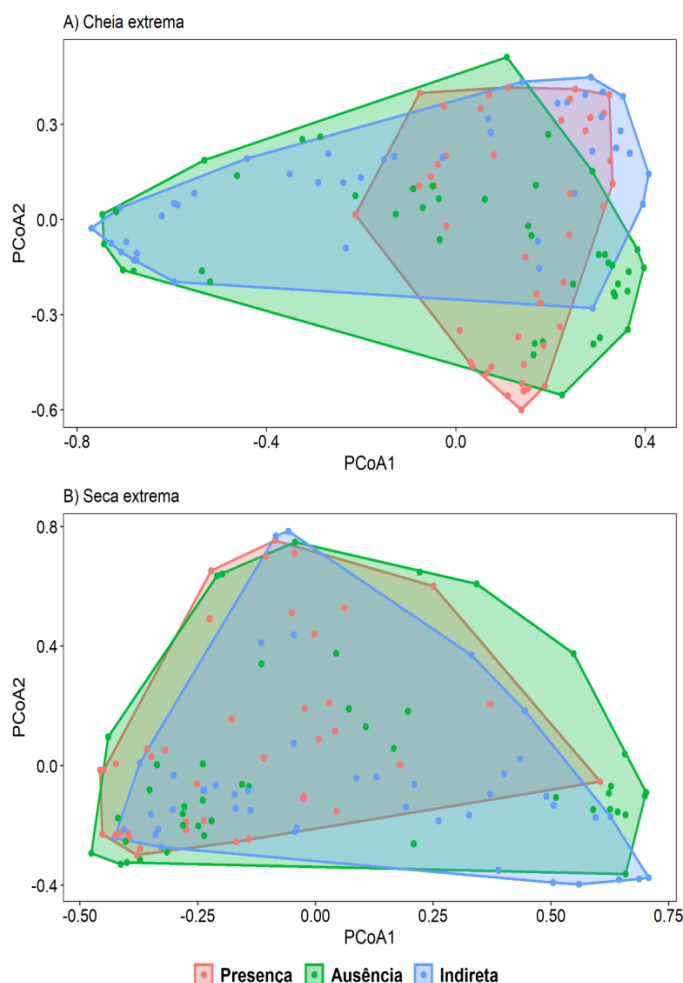 A) Cheia extrema
0.3
0.0
-0.3
-0.6
PCoA2
-0.8
-0.4
0.0
0.4
PCoA1
B) Seca extrema
0.8
0.4
0.0
-0.4
PCoA2
-0.50
-0.25
0.00
0.25
0.50
0.75
PCoA1
Presença Ausência Indireta